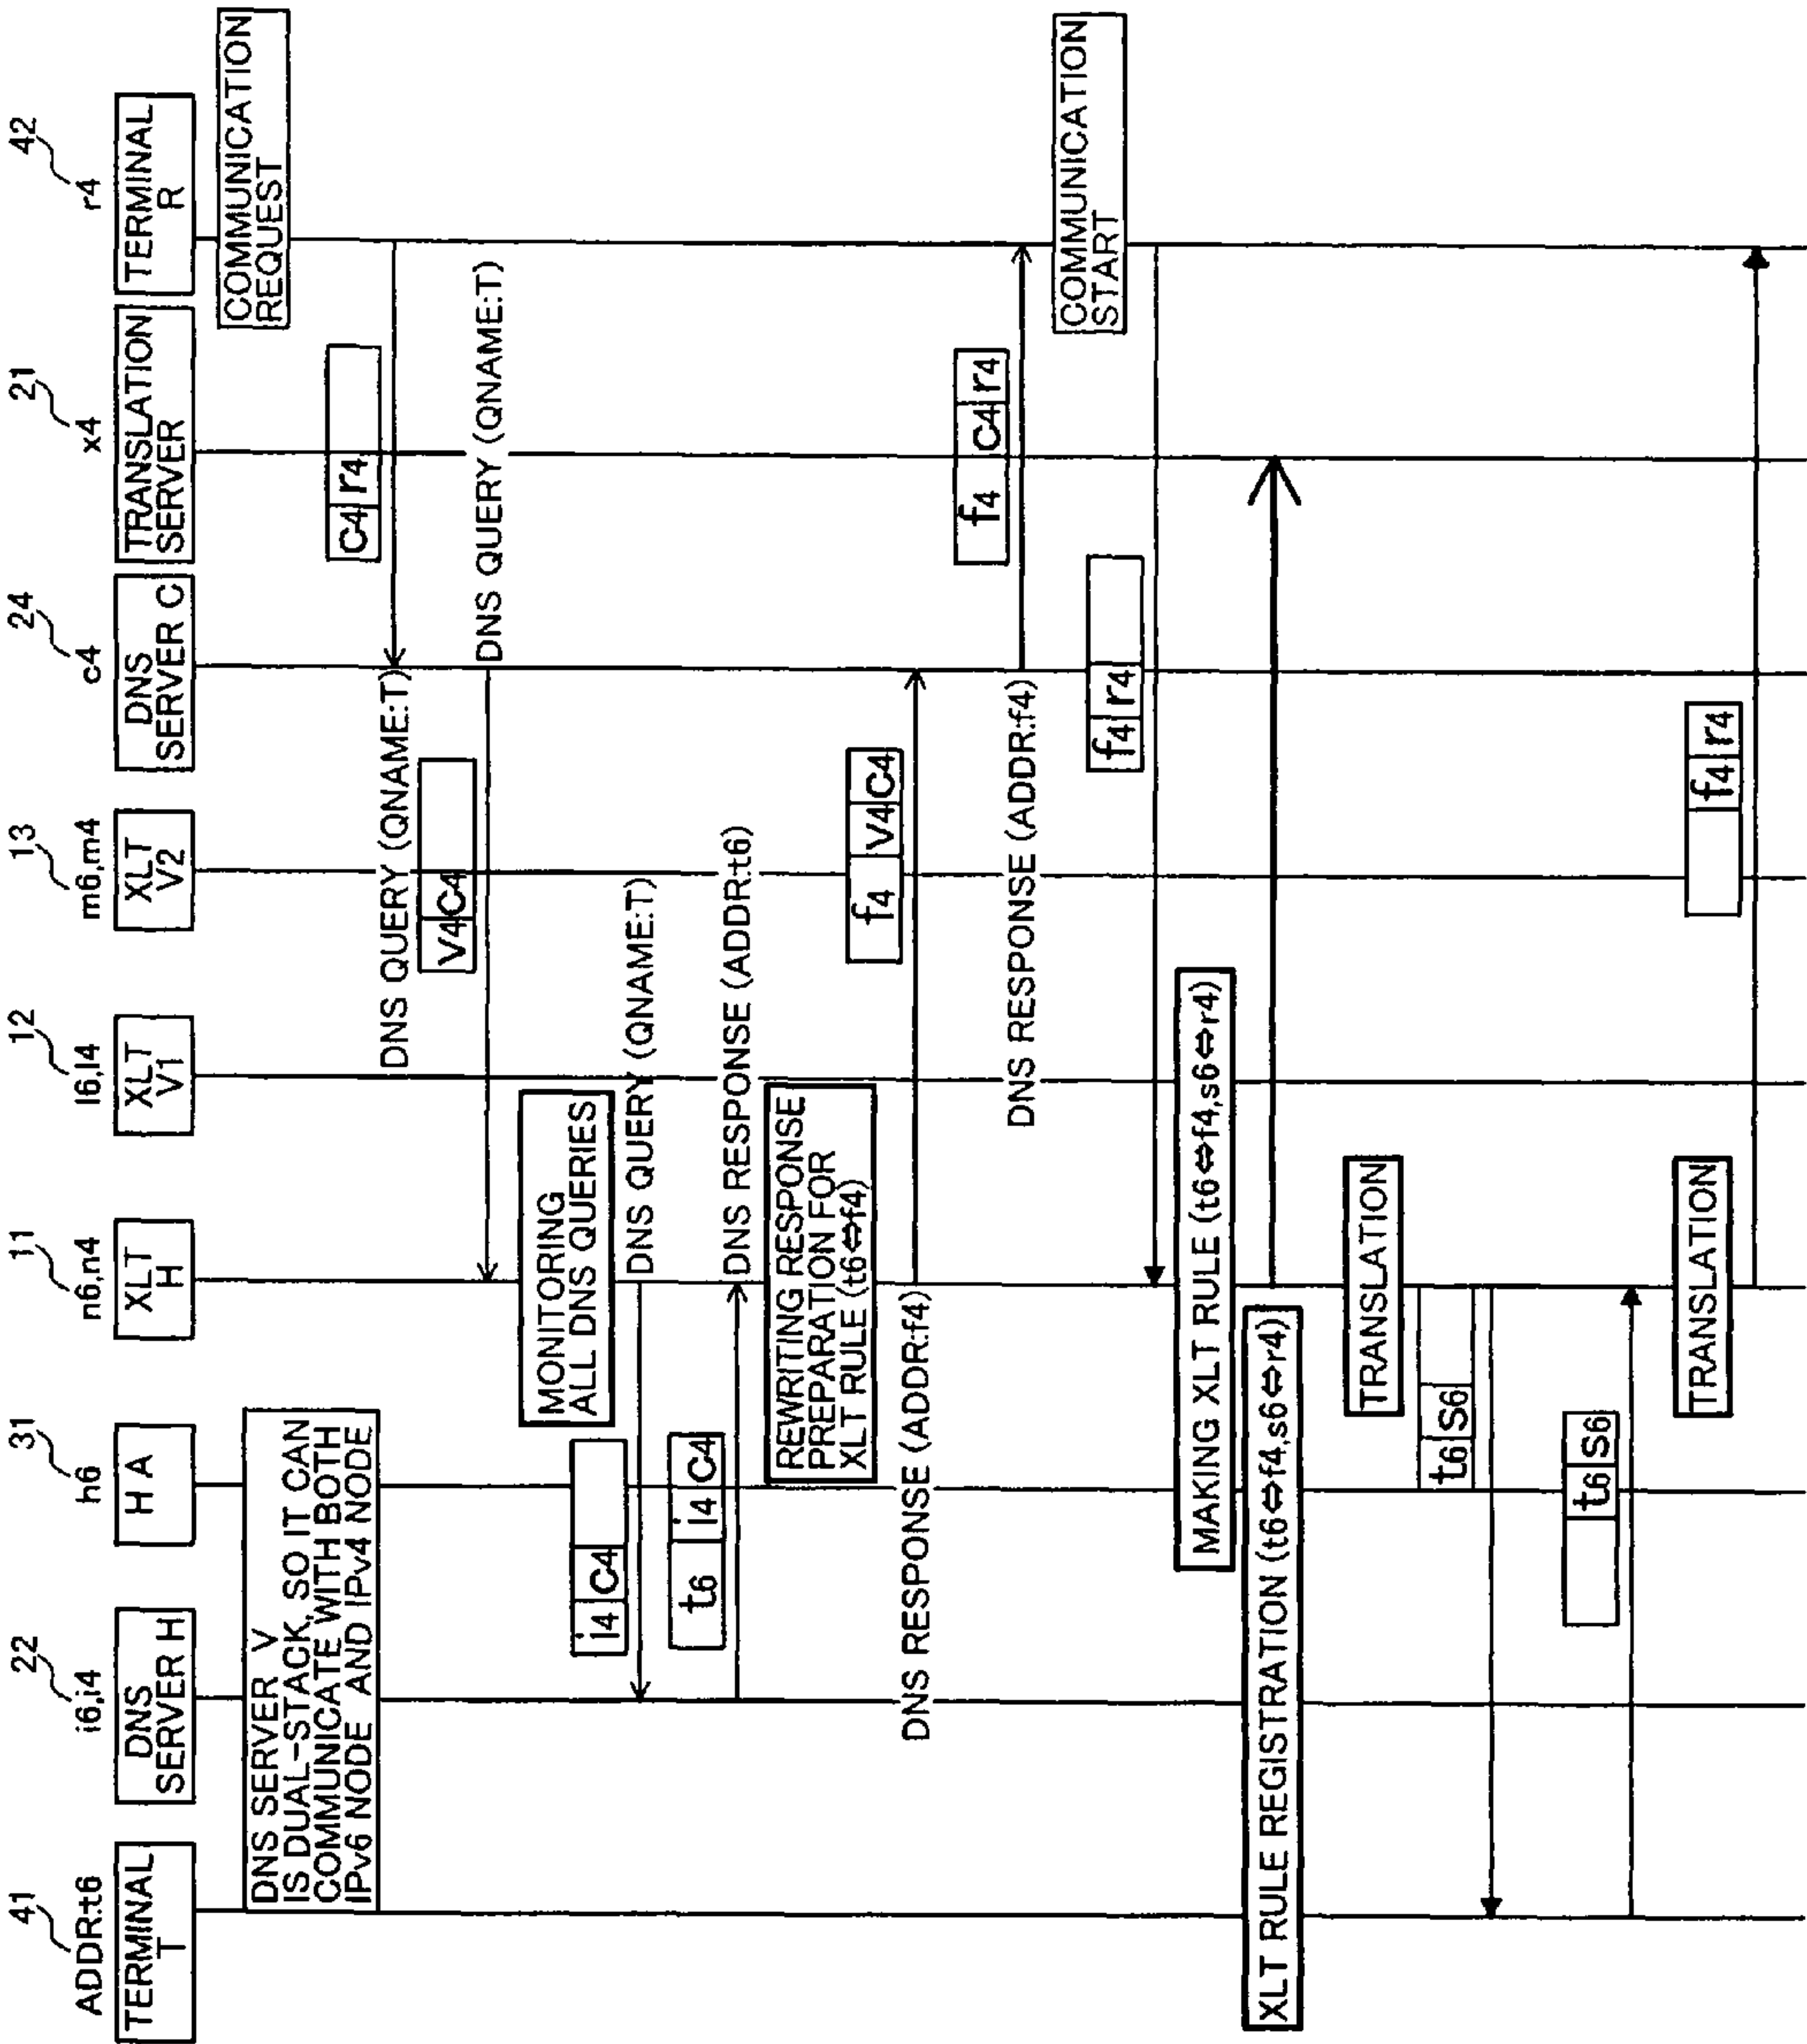 41
22
31
11
12
13
24
21
42
ADDR:t6
i6,i4
h6
n6,n4
l6,l4
m6,m4
c4
x4
r4
TERMINAL
T
DNS
SERVER H
H A
XLT
H
XLT
V1
XLT
V2
DNS
SERVER C
TRANSLATION
SERVER
TERMINAL
R
COMMUNICATION
REQUEST
DNS SERVER V
IS DUAL-STACK, SO IT CAN
COMMUNICATE WITH BOTH
IPv6 NODE AND IPv4 NODE
C4 r4
DNS QUERY (QNAME:T)
V4 C4
DNS QUERY (QNAME:T)
MONITORING
ALL DNS QUERIES
i4 C4
DNS QUERY (QNAME:T)
t6 i4 C4
DNS RESPONSE (ADDR:t6)
REWRITING RESPONSE
PREPARATION FOR
XLT RULE (t6⇔f4)
f4 V4 C4
DNS RESPONSE (ADDR:f4)
f4 C4 r4
DNS RESPONSE (ADDR:f4)
COMMUNICATION
START
f4 r4
MAKING XLT RULE (t6⇔f4,s6⇔r4)
XLT RULE REGISTRATION (t6⇔f4,s6⇔r4)
TRANSLATION
t6 S6
t6 S6
TRANSLATION
f4 r4